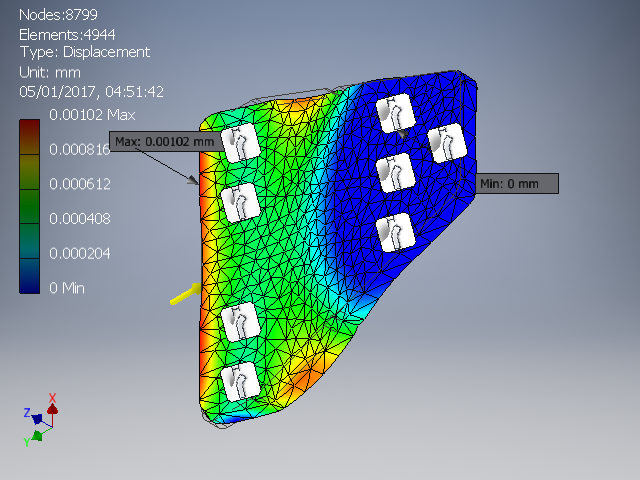 Nodes:8799
Elements:4944
Type: Displacement
Unit: mm
05/01/2017, 04:51:42
0.00102 Max
0.000816
0.000612
0.000408
0.000204
0 Min
Max: 0.00102 mm
Min: 0 mm
X
Z
Y